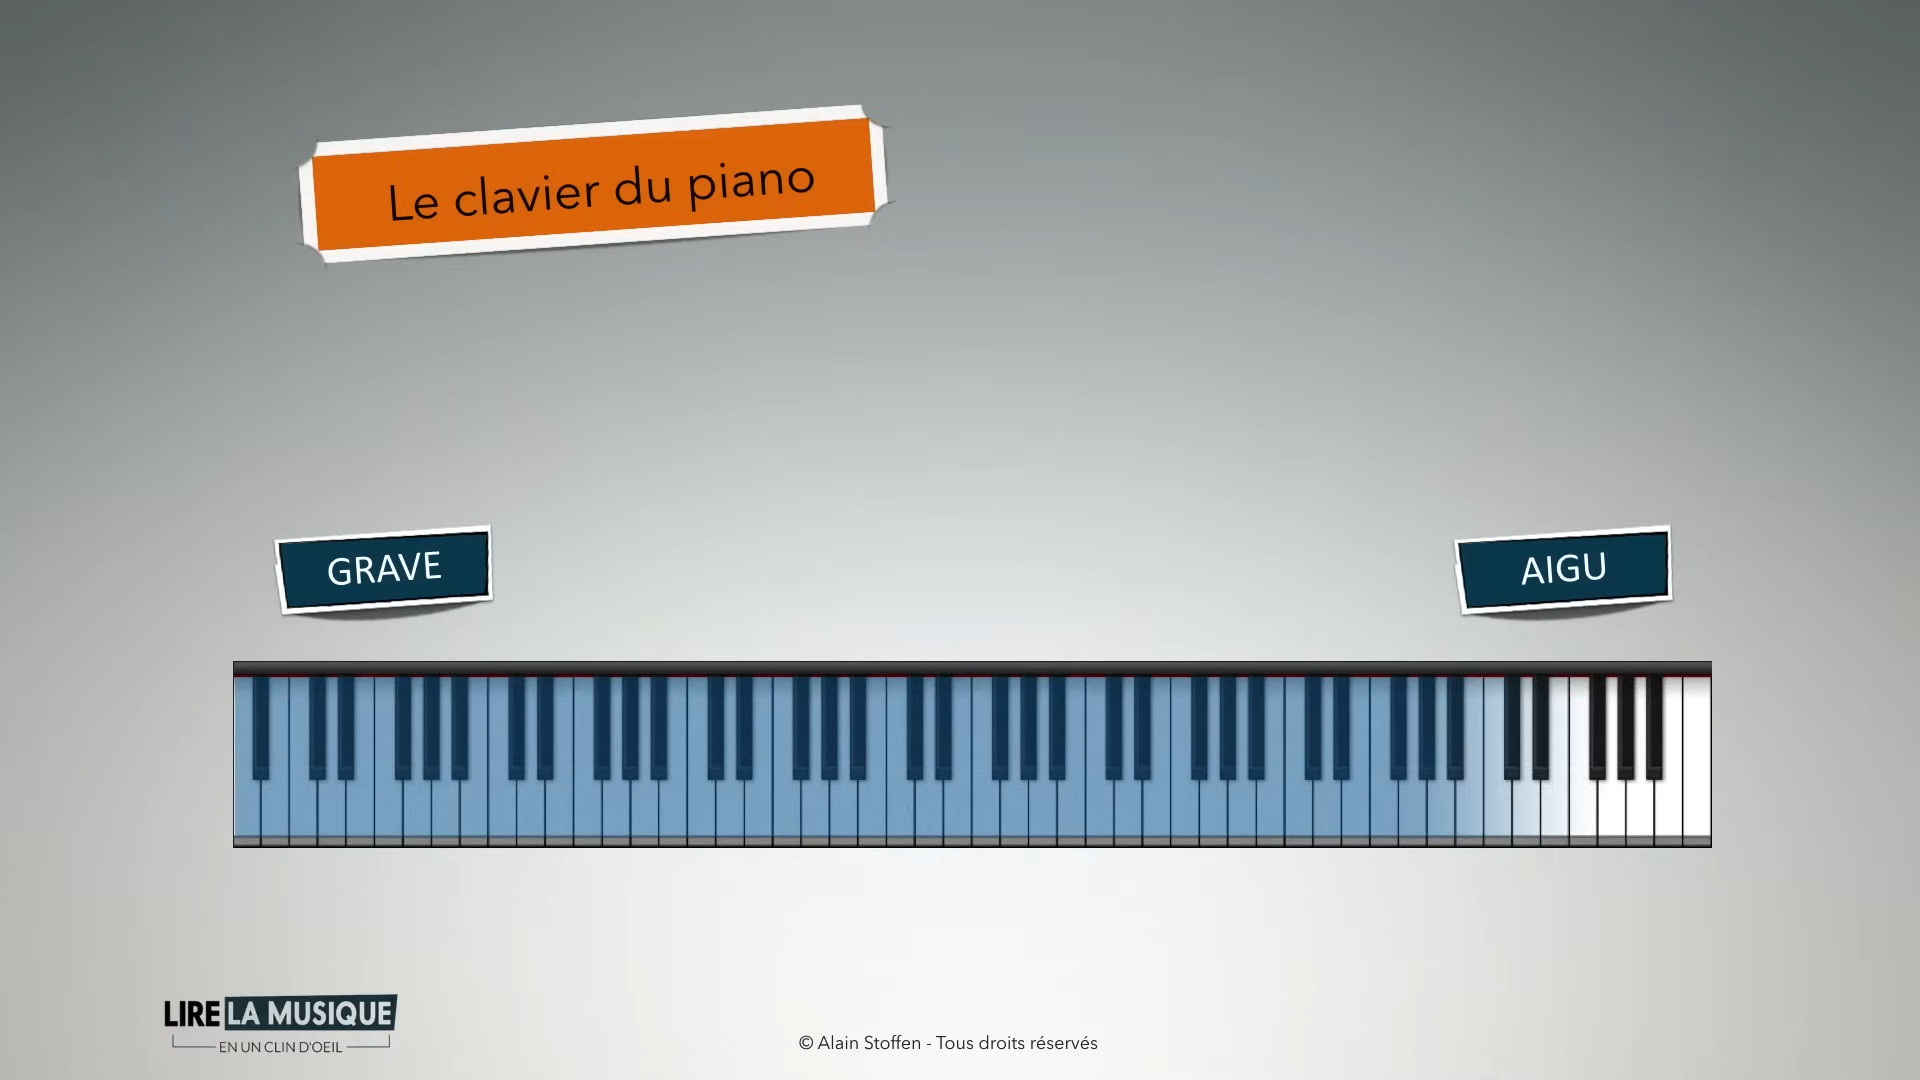 Le clavier du piano
GRAVE
AIGU
LIRE LA MUSIQUE
EN UN CLIN D'OEIL
© Alain Stoffen - Tous droits réservés